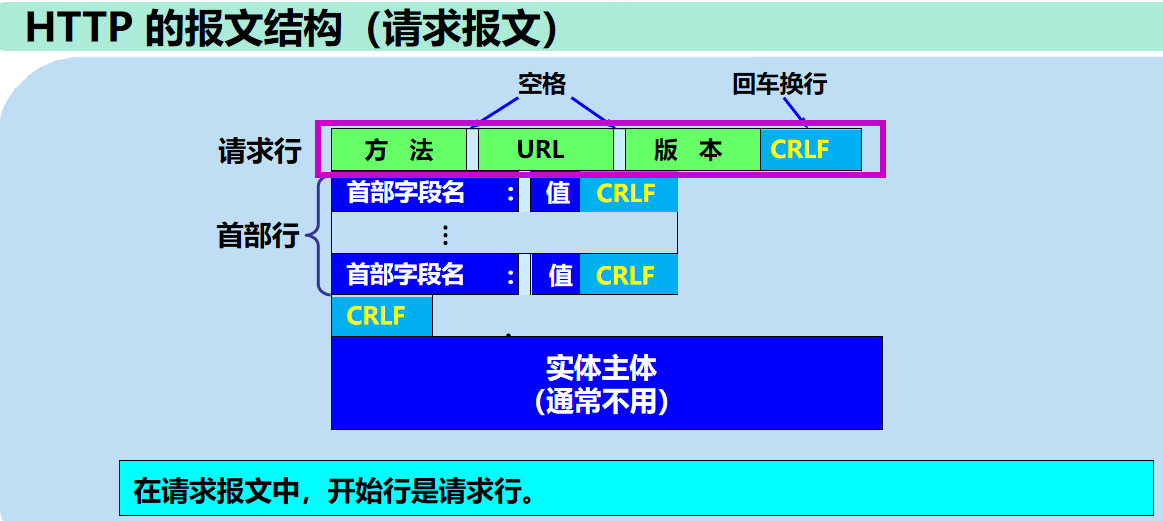 HTTP 的报文结构（请求报文）
空格 回车换行
请求行 方 法 URL 版 本 CRLF
首部字段名 : 值 CRLF
首部行 ⋮
首部字段名 : 值 CRLF
CRLF
实体主体
（通常不用）
在请求报文中，开始行是请求行。